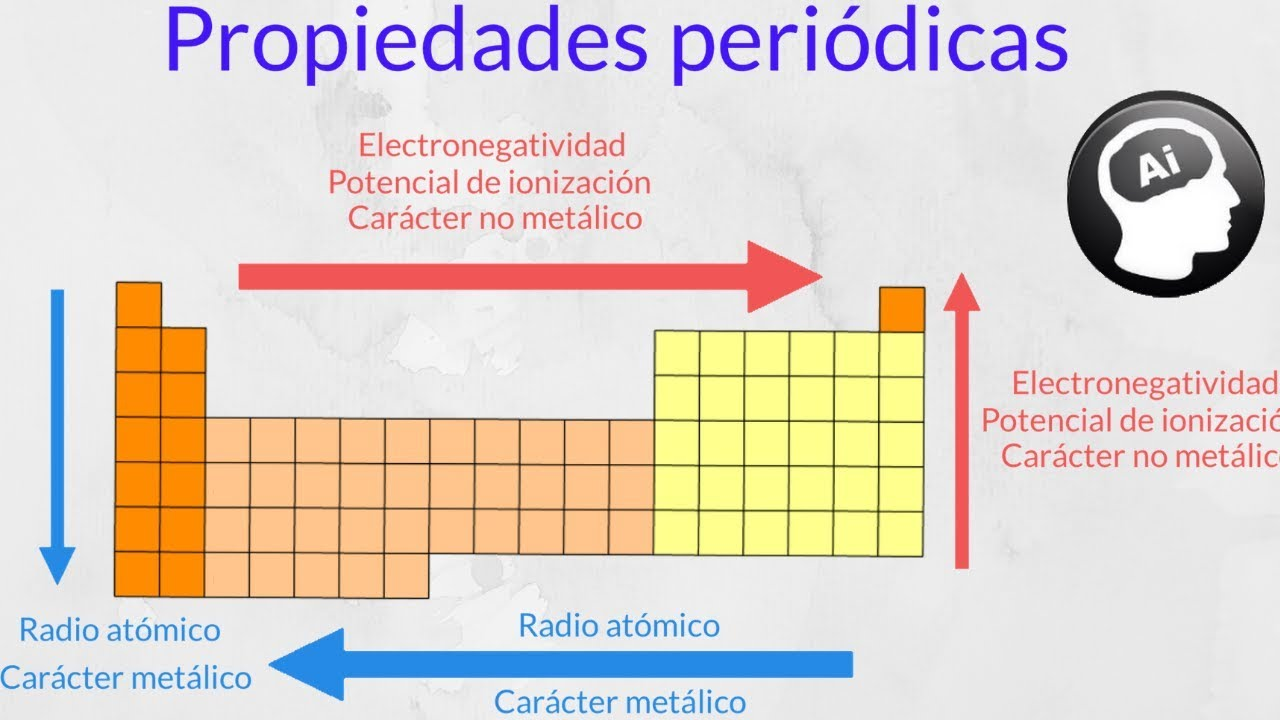 Propiedades periódicas
Electronegatividad
Potencial de ionización
Carácter no metálico
Ai
Electronegatividad
Potencial de ionizació
Carácter no metálic
Radio atómico
Carácter metálico
Radio atómico
Carácter metálico